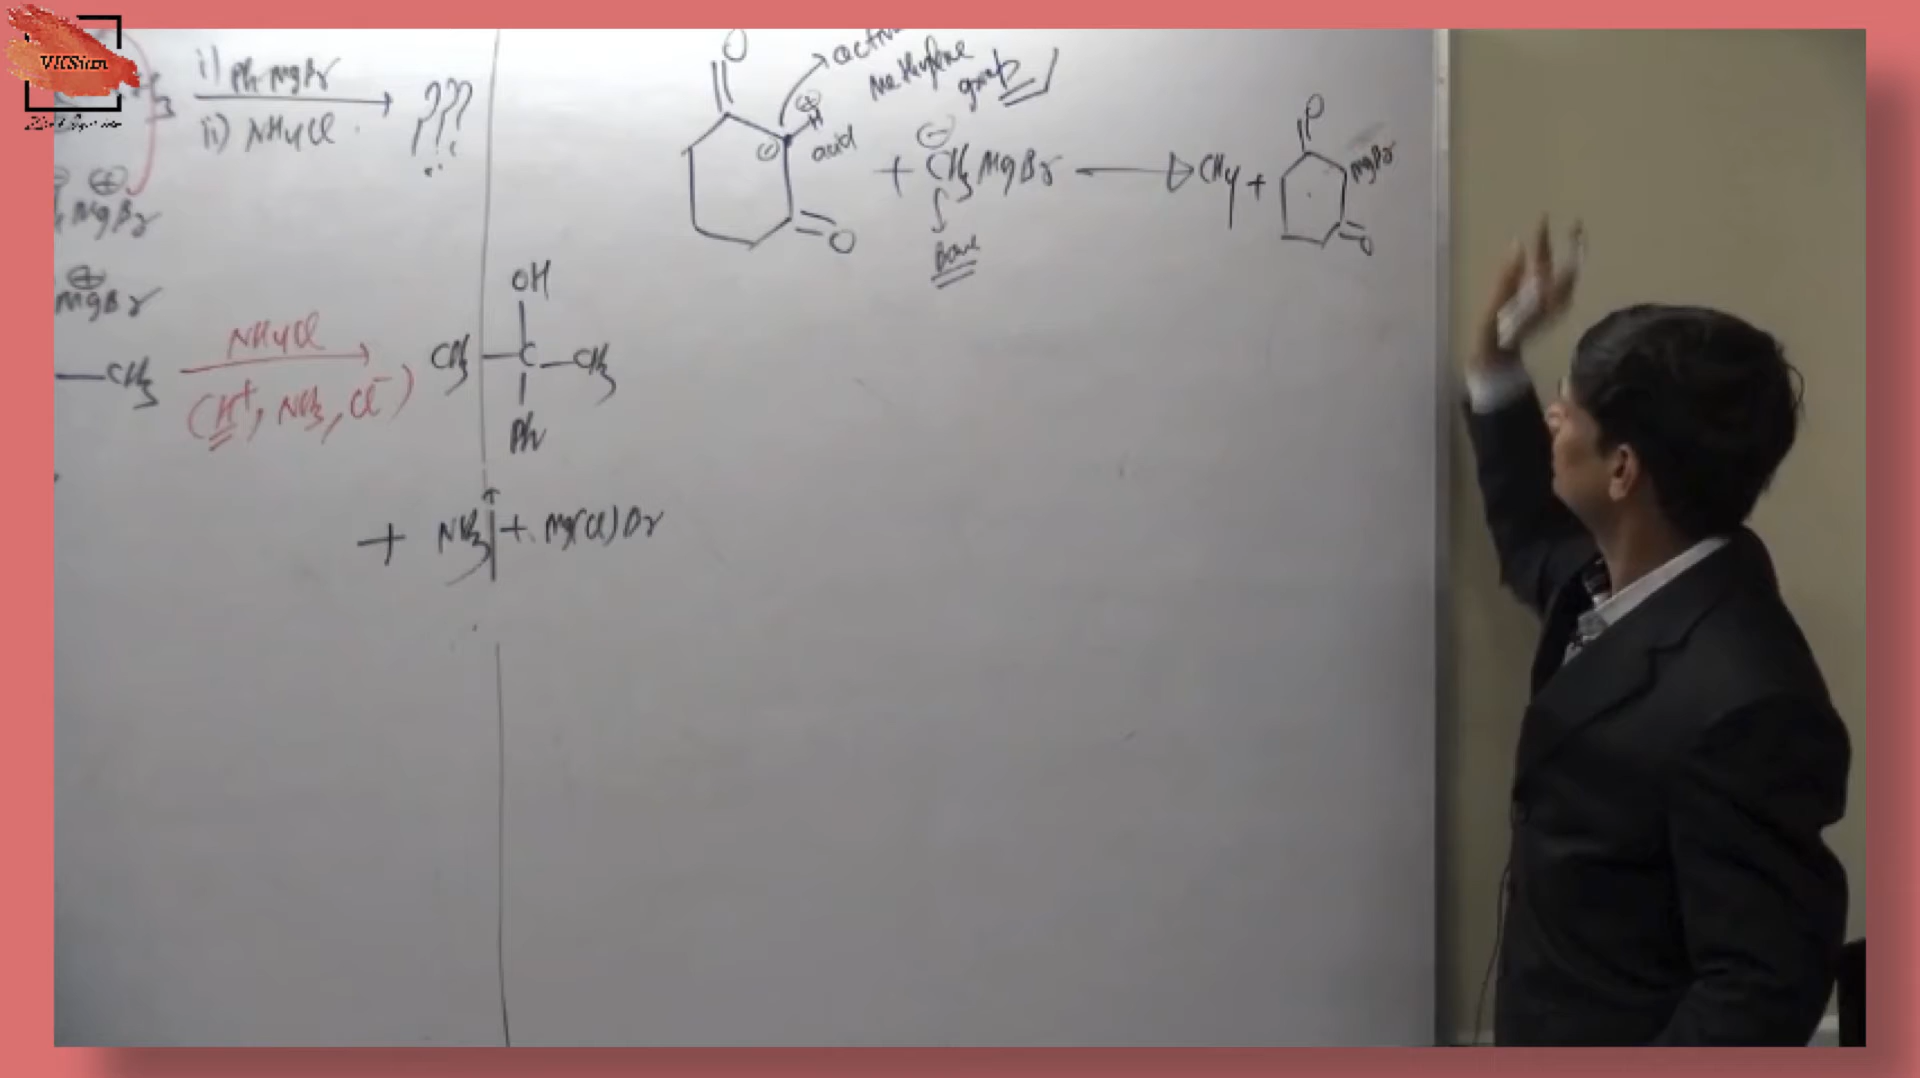 VKSiran
i) Ph-MgBr
ii) NH4Cl
???
MgBr
MgBr
—CH3
NH4Cl
(H+, NH3, Cl-)
OH
CH3—C—CH3
Ph
+ NH3↑ + Mg(Cl)Br
O
Methylene
group
H
acid
O
+ CH3MgBr → CH4 +
Base
O
MgBr
O